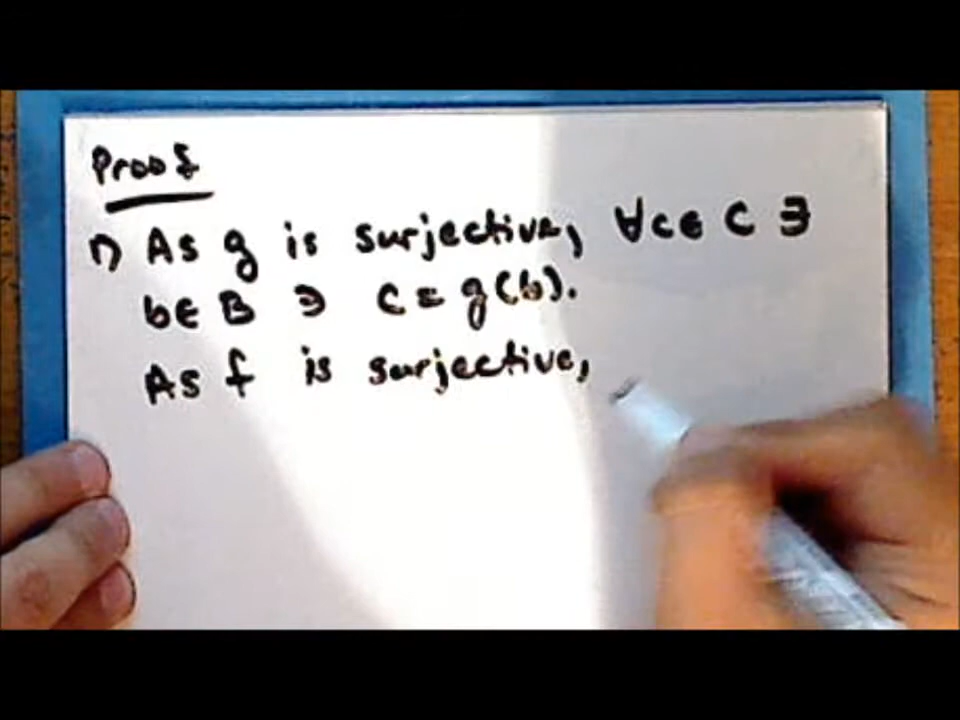 Proof
1) As g is surjective, ∀c∈ C ∃
b∈ B ∋ c = g(b).
As f is surjective,